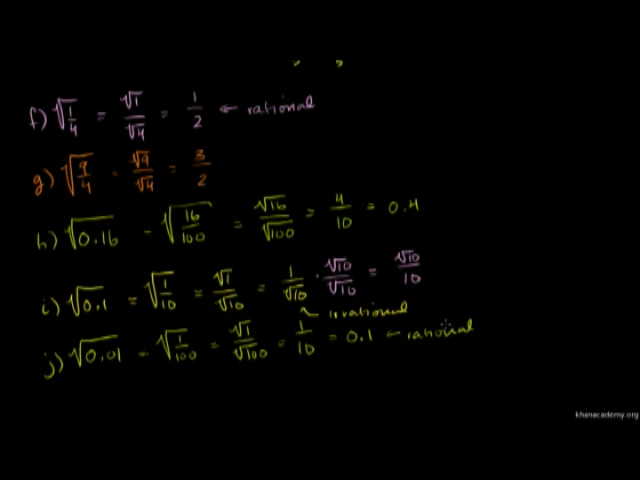 f) √(1/4) = √1/√4 = 1/2 ← rational
g) √(9/4) = √9/√4 = 3/2
h) √0.16 = √(16/100) = √16/√100 = 4/10 = 0.4
i) √0.1 = √(1/10) = √1/√10 = 1/√10 · √10/√10 = √10/10
irrational
j) √0.01 = √(1/100) = √1/√100 = 1/10 = 0.1 ← rational
khanacademy.org